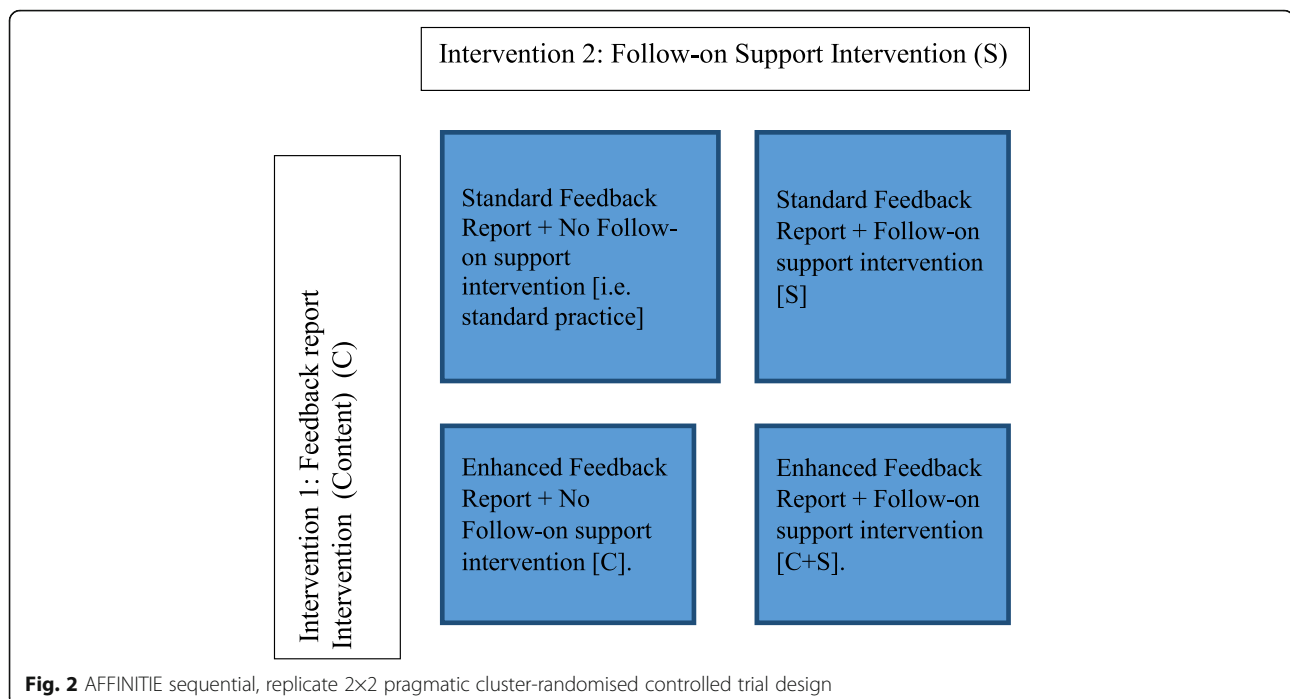 Intervention 2: Follow-on Support Intervention (S)
Intervention 1: Feedback report
Intervention (Content) (C)
Standard Feedback
Report + No Follow-
on support
intervention [i.e.
standard practice]
Standard Feedback
Report + Follow-on
support intervention
[S]
Enhanced Feedback
Report + No
Follow-on support
intervention [C].
Enhanced Feedback
Report + Follow-on
support intervention
[C+S].
Fig. 2 AFFINITIE sequential, replicate 2×2 pragmatic cluster-randomised controlled trial design